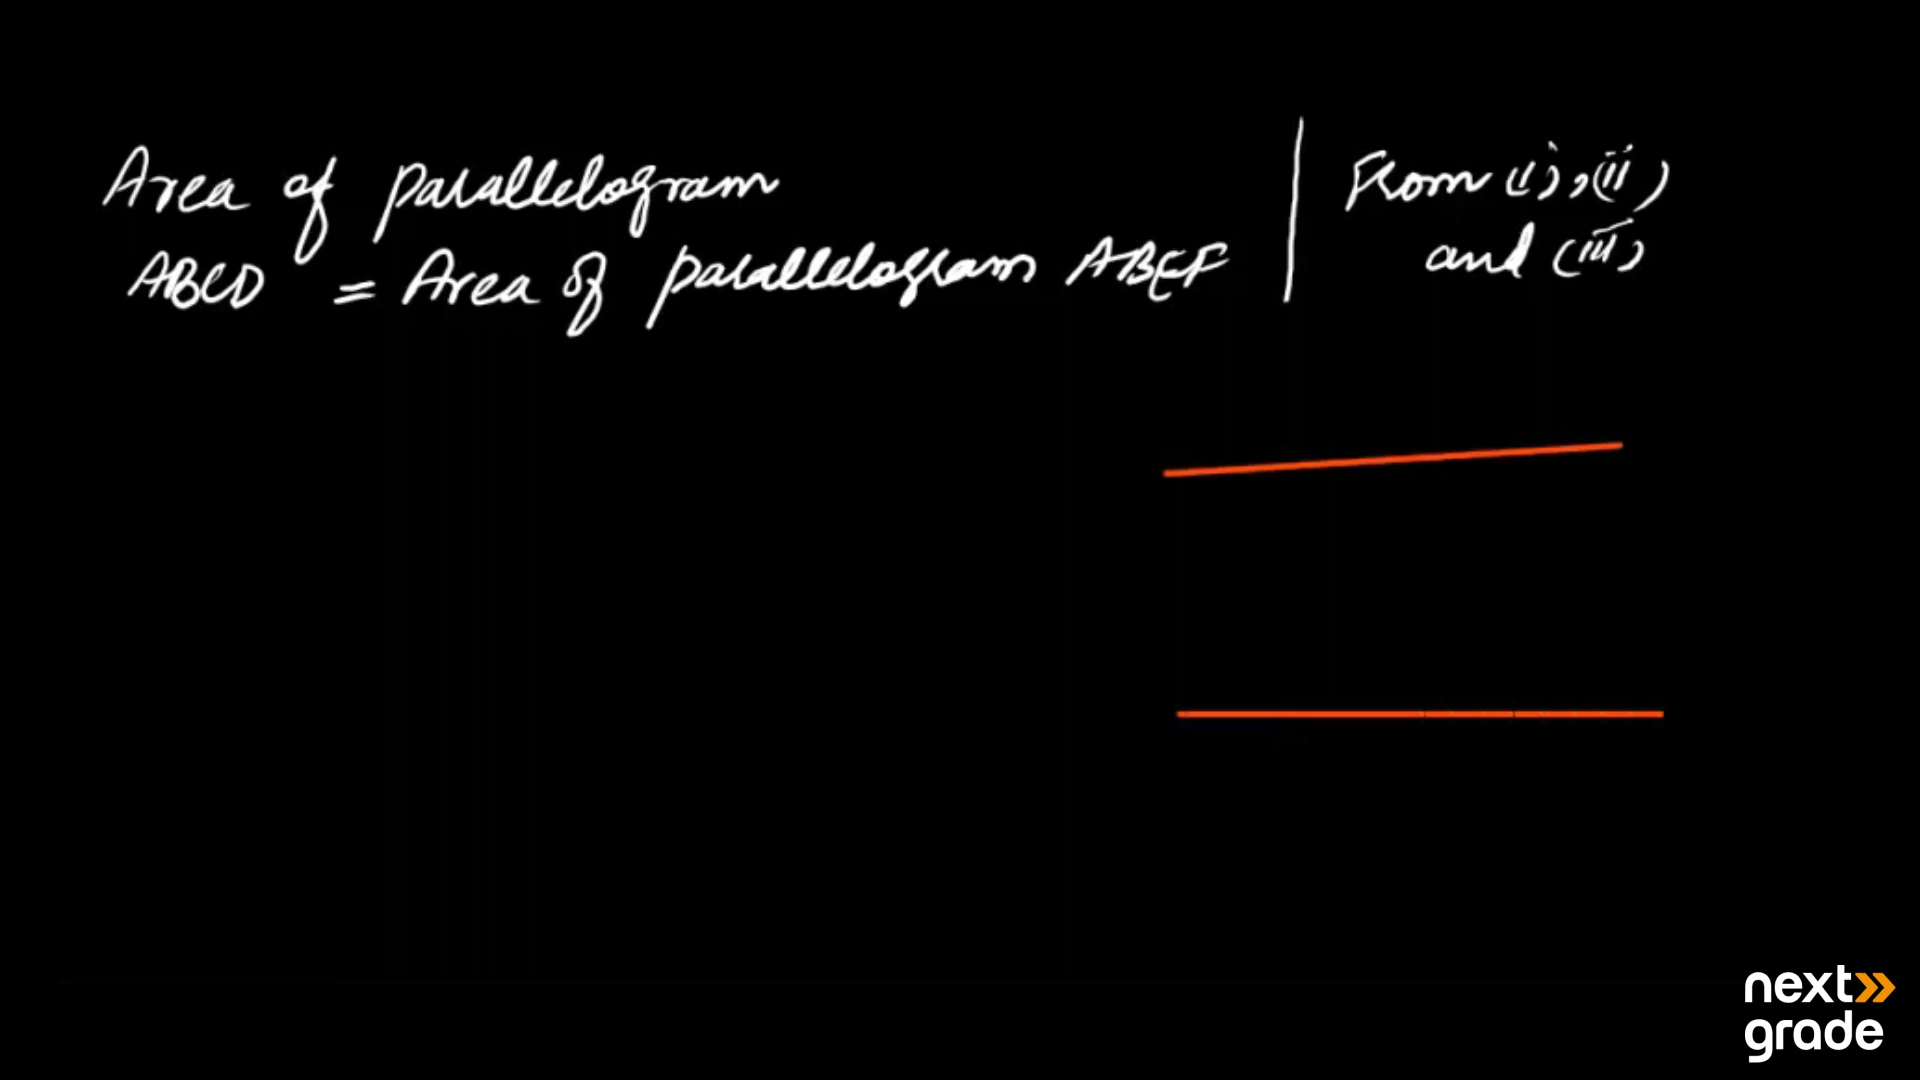 Area of parallelogram
ABCD = Area of parallelogram ABEF
From (i), (ii)
and (iii)
next
grade